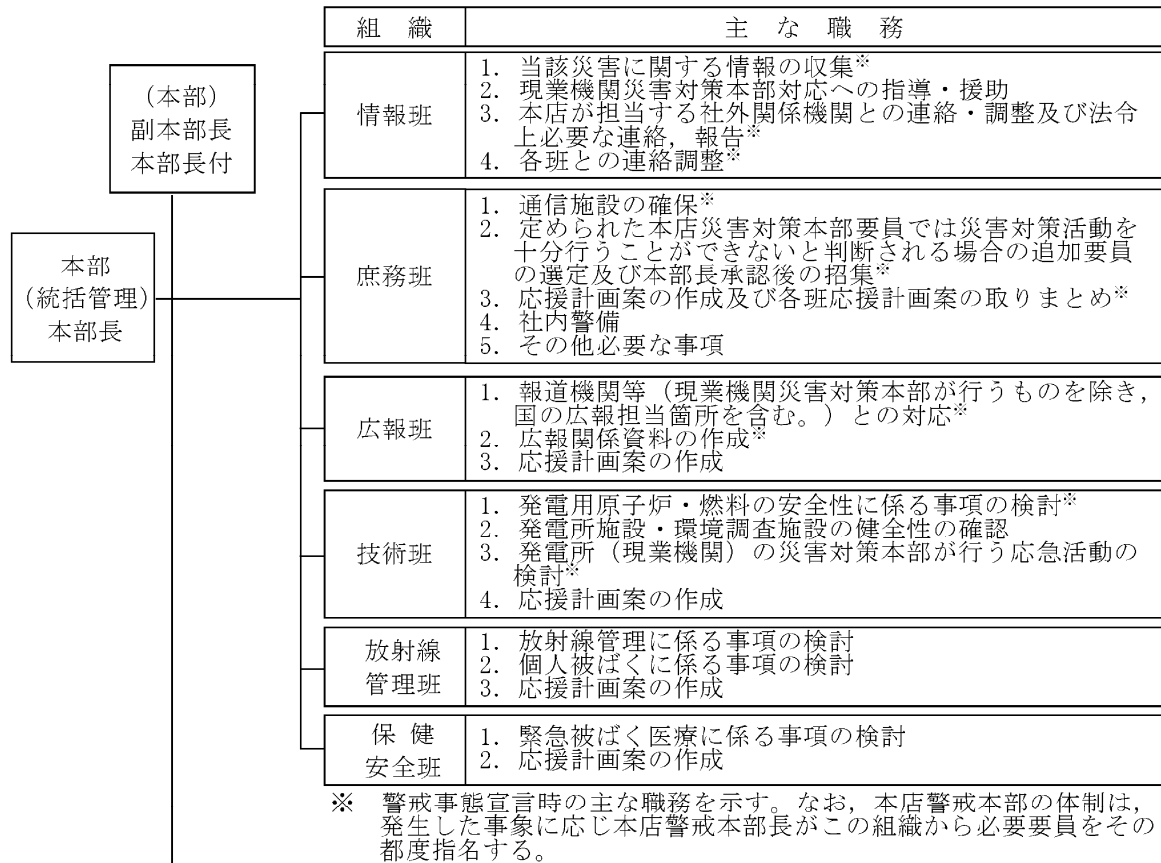 組　織　主　な　職　務
(本部)
副本部長
本部長付
本部
(統括管理)
本部長
情報班
1. 当該災害に関する情報の収集※
2. 現業機関災害対策本部対応への指導・援助
3. 本店が担当する社外関係機関との連絡・調整及び法令
上必要な連絡，報告※
4. 各班との連絡調整※
庶務班
1. 通信施設の確保※
2. 定められた本店災害対策本部要員では災害対策活動を
十分行うことができないと判断される場合の追加要員
の選定及び本部長承認後の招集※
3. 応援計画案の作成及び各班応援計画案の取りまとめ※
4. 社内警備
5. その他必要な事項
広報班
1. 報道機関等（現業機関災害対策本部が行うものを除き，
国の広報担当箇所を含む。）との対応※
2. 広報関係資料の作成※
3. 応援計画案の作成
技術班
1. 発電用原子炉・燃料の安全性に係る事項の検討※
2. 発電所施設・環境調査施設の健全性の確認
3. 発電所（現業機関）の災害対策本部が行う応急活動の
検討※
4. 応援計画案の作成
放射線
管理班
1. 放射線管理に係る事項の検討
2. 個人被ばくに係る事項の検討
3. 応援計画案の作成
保　健
安全班
1. 緊急被ばく医療に係る事項の検討
2. 応援計画案の作成
※　警戒事態宣言時の主な職務を示す。なお，本店警戒本部の体制は，
発生した事象に応じ本店警戒本部長がこの組織から必要要員をその
都度指名する。